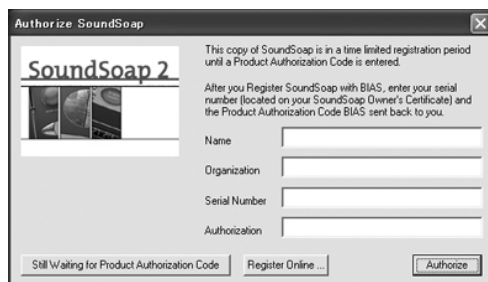 Authorize SoundSoap
SoundSoap 2
This copy of SoundSoap is in a time limited registration period
until a Product Authorization Code is entered.
After you Register SoundSoap with BIAS, enter your serial
number (located on your SoundSoap Owner's Certificate) and
the Product Authorization Code BIAS sent back to you.
Name
Organization
Serial Number
Authorization
Still Waiting for Product Authorization Code
Register Online ...
Authorize